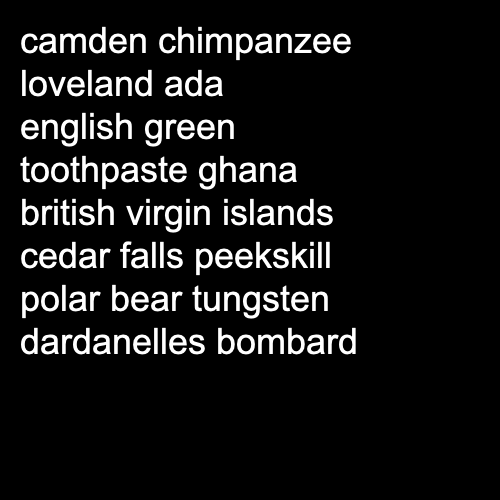 camden chimpanzee
loveland ada
english green
toothpaste ghana
british virgin islands
cedar falls peekskill
polar bear tungsten
dardanelles bombard